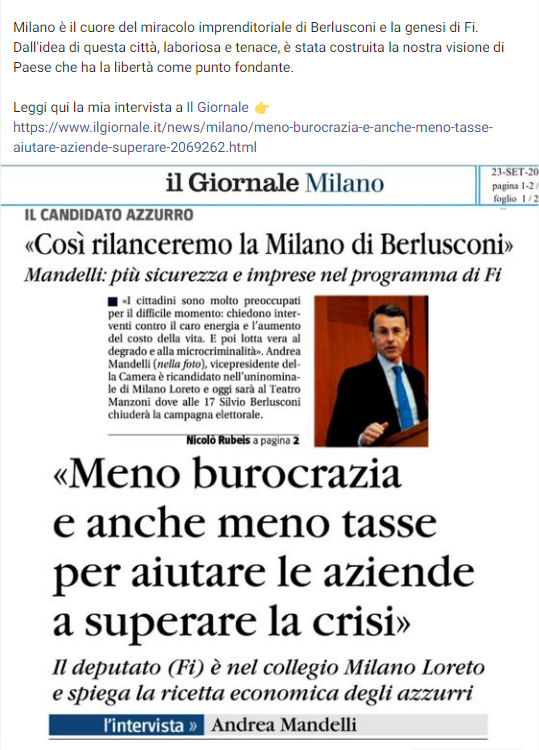 Milano è il cuore del miracolo imprenditoriale di Berlusconi e la genesi di Fi.
Dall'idea di questa città, laboriosa e tenace, è stata costruita la nostra visione di
Paese che ha la libertà come punto fondante.
Leggi qui la mia intervista a Il Giornale 👉
https://www.ilgiornale.it/news/milano/meno-burocrazia-e-anche-meno-tasse-
aiutare-aziende-superare-2069262.html
il Giornale Milano
23-SET-20
pagina 1-2 /
foglio 1 / 2
IL CANDIDATO AZZURRO
«Così rilanceremo la Milano di Berlusconi»
Mandelli: più sicurezza e imprese nel programma di Fi
■ «I cittadini sono molto preoccupati
per il difficile momento: chiedono inter-
venti contro il caro energia e l'aumento
del costo della vita. E poi lotta vera al
degrado e alla microcriminalità». Andrea
Mandelli (nella foto), vicepresidente del-
la Camera è ricandidato nell'uninomina-
le di Milano Loreto e oggi sarà al Teatro
Manzoni dove alle 17 Silvio Berlusconi
chiuderà la campagna elettorale.
Nicolò Rubeis a pagina 2
«Meno burocrazia
e anche meno tasse
per aiutare le aziende
a superare la crisi»
Il deputato (Fi) è nel collegio Milano Loreto
e spiega la ricetta economica degli azzurri
l'intervista » Andrea Mandelli